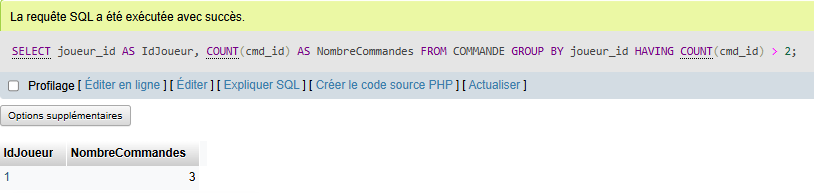 La requête SQL a été exécutée avec succès.
SELECT joueur_id AS IdJoueur, COUNT(cmd_id) AS NombreCommandes FROM COMMANDE GROUP BY joueur_id HAVING COUNT(cmd_id) > 2;
Profilage [ Éditer en ligne ] [ Éditer ] [ Expliquer SQL ] [ Créer le code source PHP ] [ Actualiser ]
Options supplémentaires
IdJoueur NombreCommandes
1 3